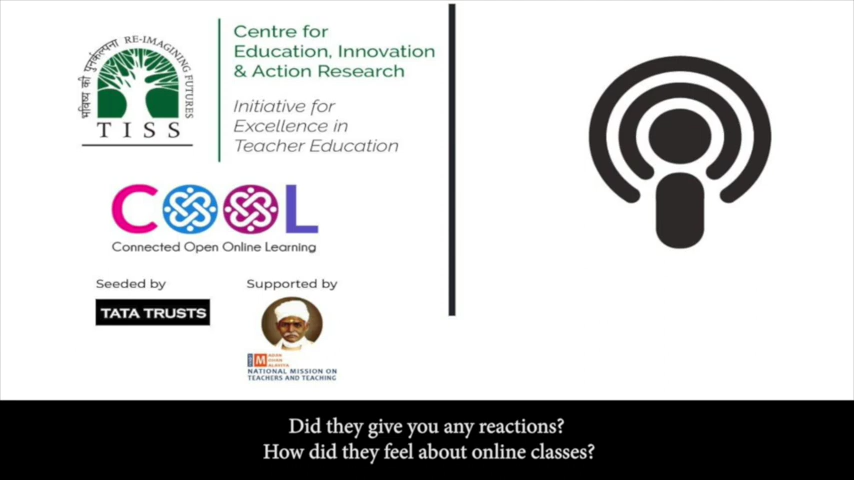 Centre for
Education, Innovation
& Action Research
Initiative for
Excellence in
Teacher Education
भविष्य की पुनर्कल्पना RE-IMAGINING FUTURES
TISS
COOL
Connected Open Online Learning
Seeded by
Supported by
TATA TRUSTS
NATIONAL MISSION ON
TEACHERS AND TEACHING
Did they give you any reactions?
How did they feel about online classes?